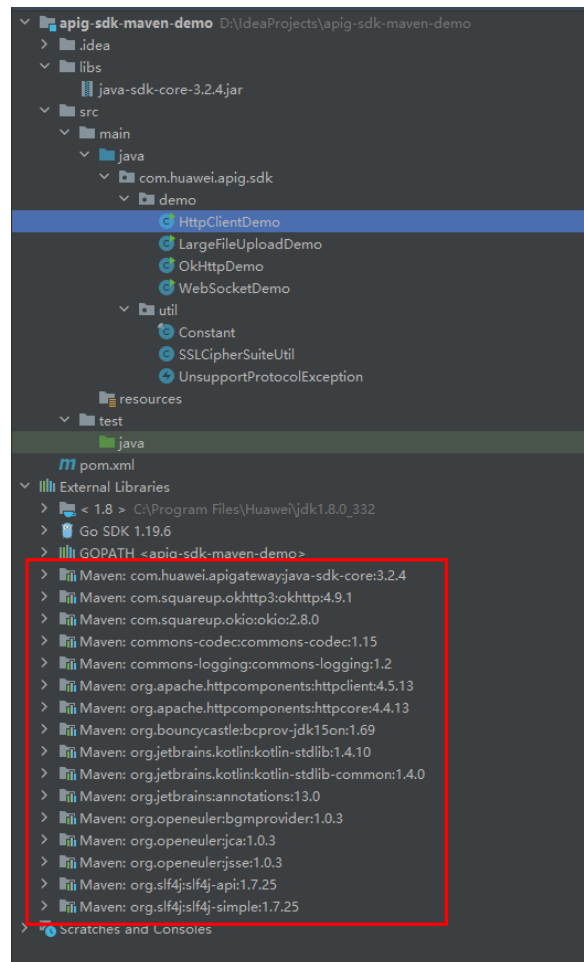 apig-sdk-maven-demo D:\IdeaProjects\apig-sdk-maven-demo
.idea
libs
java-sdk-core-3.2.4.jar
src
main
java
com.huawei.apig.sdk
demo
HttpClientDemo
LargeFileUploadDemo
OkHttpDemo
WebSocketDemo
util
Constant
SSLCipherSuiteUtil
UnsupportProtocolException
resources
test
java
pom.xml
External Libraries
< 1.8 > C:\Program Files\Huawei\jdk1.8.0_332
Go SDK 1.19.6
GOPATH <apig-sdk-maven-demo>
Maven: com.huawei.apigateway:java-sdk-core:3.2.4
Maven: com.squareup.okhttp3:okhttp:4.9.1
Maven: com.squareup.okio:okio:2.8.0
Maven: commons-codec:commons-codec:1.15
Maven: commons-logging:commons-logging:1.2
Maven: org.apache.httpcomponents:httpclient:4.5.13
Maven: org.apache.httpcomponents:httpcore:4.4.13
Maven: org.bouncycastle:bcprov-jdk15on:1.69
Maven: org.jetbrains.kotlin:kotlin-stdlib:1.4.10
Maven: org.jetbrains.kotlin:kotlin-stdlib-common:1.4.0
Maven: org.jetbrains:annotations:13.0
Maven: org.openeuler:bgmprovider:1.0.3
Maven: org.openeuler:jca:1.0.3
Maven: org.openeuler:jsse:1.0.3
Maven: org.slf4j:slf4j-api:1.7.25
Maven: org.slf4j:slf4j-simple:1.7.25
Scratches and Consoles